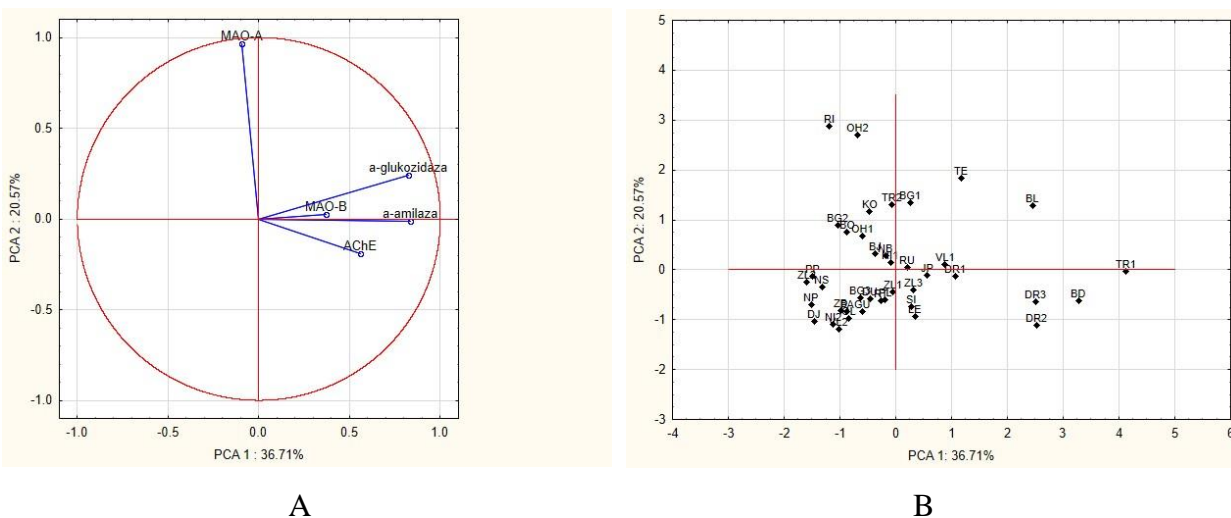 MAO-A
a-glukozidaza
MAO-B
a-amilaza
AChE
1.0
0.5
0.0
-0.5
-1.0
-1.0 -0.5 0.0 0.5 1.0
PCA 2 : 20.57%
PCA 1 : 36.71%
A
5
4
3
2
1
0
-1
-2
-3
-4 -3 -2 -1 0 1 2 3 4 5 6
RI
OH2
TE
BL
TR2 BG1
KO
BG2
OH1
RU
VL1
JP DR1
TR1
NS
ZL1 ZL3
NP
DJ
SI
DR3 BD
DR2
PCA 2: 20.57%
PCA 1: 36.71%
B